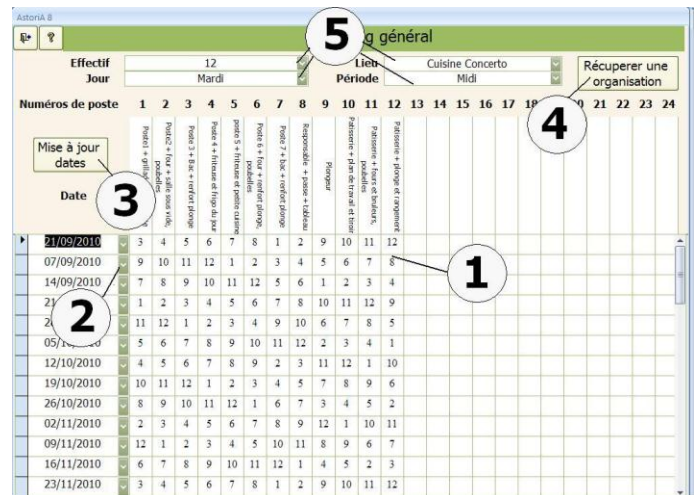 AstoriA 8
5
g général
Effectif 12 Lieu Cuisine Concerto
Jour Mardi Période Midi
Récuperer une organisation
Numéros de poste 1 2 3 4 5 6 7 8 9 10 11 12 13 14 15 16 17 18 20 21 22 23 24
4
Mise à jour dates
3
Date
Poste1 + grillad
Poste2 + four + salle sous vide, poubelles
Poste 3 + Bac + renfort plonge
Poste 4 + friteuse et frigo du jour
poste 5 + friteuse et petite cuisine
Poste 6 + four + renfort plonge, poubelles
Poste 7 + bac + renfort plonge
Responsable + passe + tableau
Plongeur
Patisserie + plan de travail et tiroir
Patisserie + fours et bruleurs, poubelles
Patisserie + plonge et rangement
21/09/2010 3 4 5 6 7 8 1 2 9 10 11 12
07/09/2010 9 10 11 12 1 2 3 4 5 6 7 8
1
14/09/2010 7 8 9 10 11 12 5 6 1 2 3 4
2
21 1 2 3 4 5 6 7 8 10 11 12 9
11 12 1 2 3 4 9 10 6 7 8 5
05/10/2010 5 6 7 8 9 10 11 12 2 3 4 1
12/10/2010 4 5 6 7 8 9 2 3 11 12 1 10
19/10/2010 10 11 12 1 2 3 4 5 7 8 9 6
26/10/2010 8 9 10 11 12 1 6 7 3 4 5 2
02/11/2010 2 3 4 5 6 7 8 9 12 1 10 11
09/11/2010 12 1 2 3 4 5 10 11 8 9 6 7
16/11/2010 6 7 8 9 10 11 12 1 4 5 2 3
23/11/2010 3 4 5 6 7 8 1 2 9 10 11 12